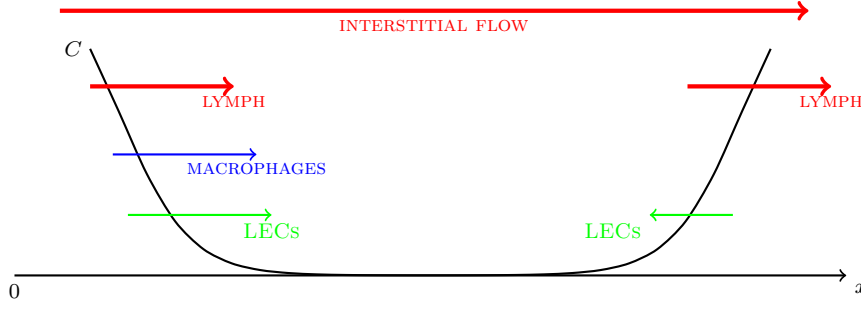 INTERSTITIAL FLOW
C
LYMPH
LYMPH
MACROPHAGES
LECs
LECs
0
x